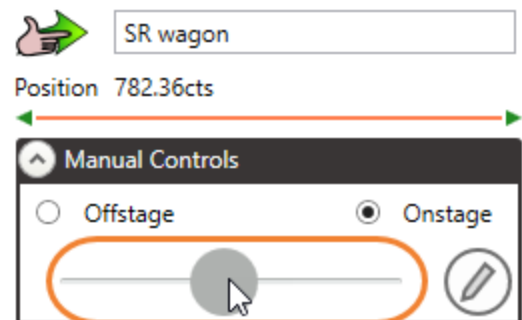 SR wagon
Position 782.36cts
Manual Controls
Offstage Onstage